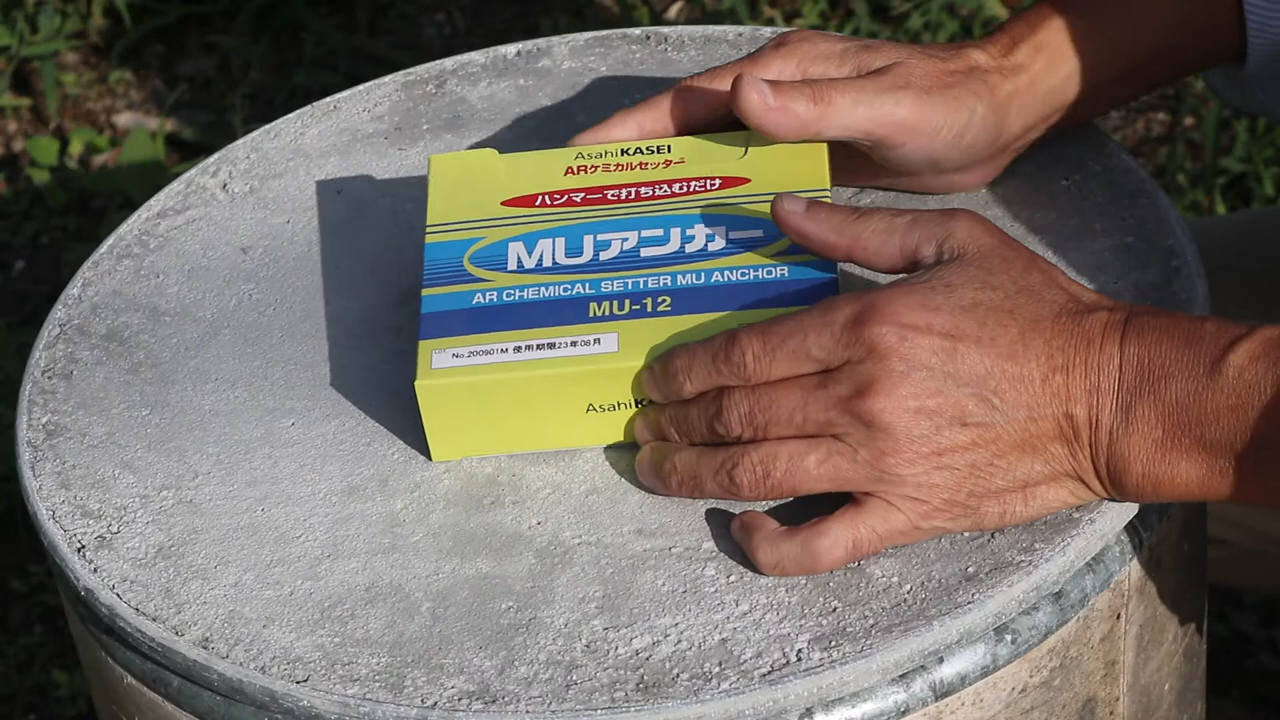 AsahiKASEI
ARケミカルセッター®
ハンマーで打ち込むだけ
MUアンカー
AR CHEMICAL SETTER MU ANCHOR
MU-12
LOT. No.200901M 使用期限23年08月
AsahiK